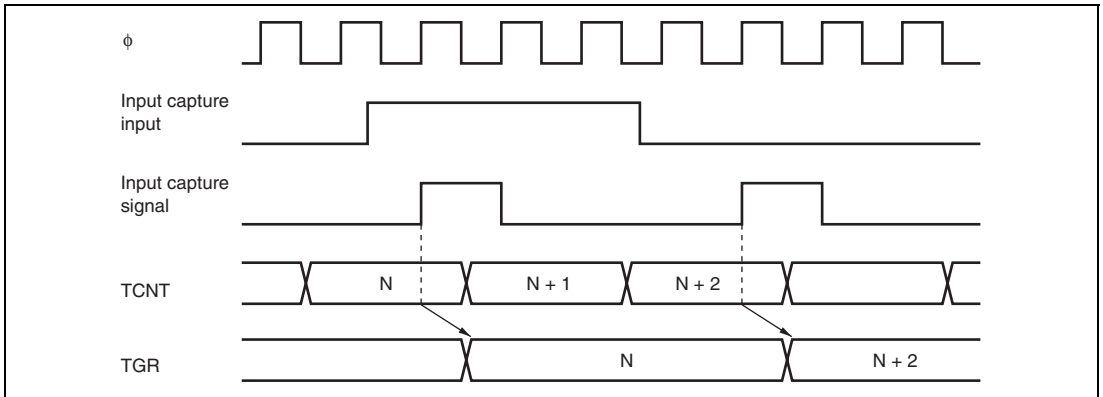 φ
Input capture
input
Input capture
signal
TCNT
N
N + 1
N + 2
TGR
N
N + 2